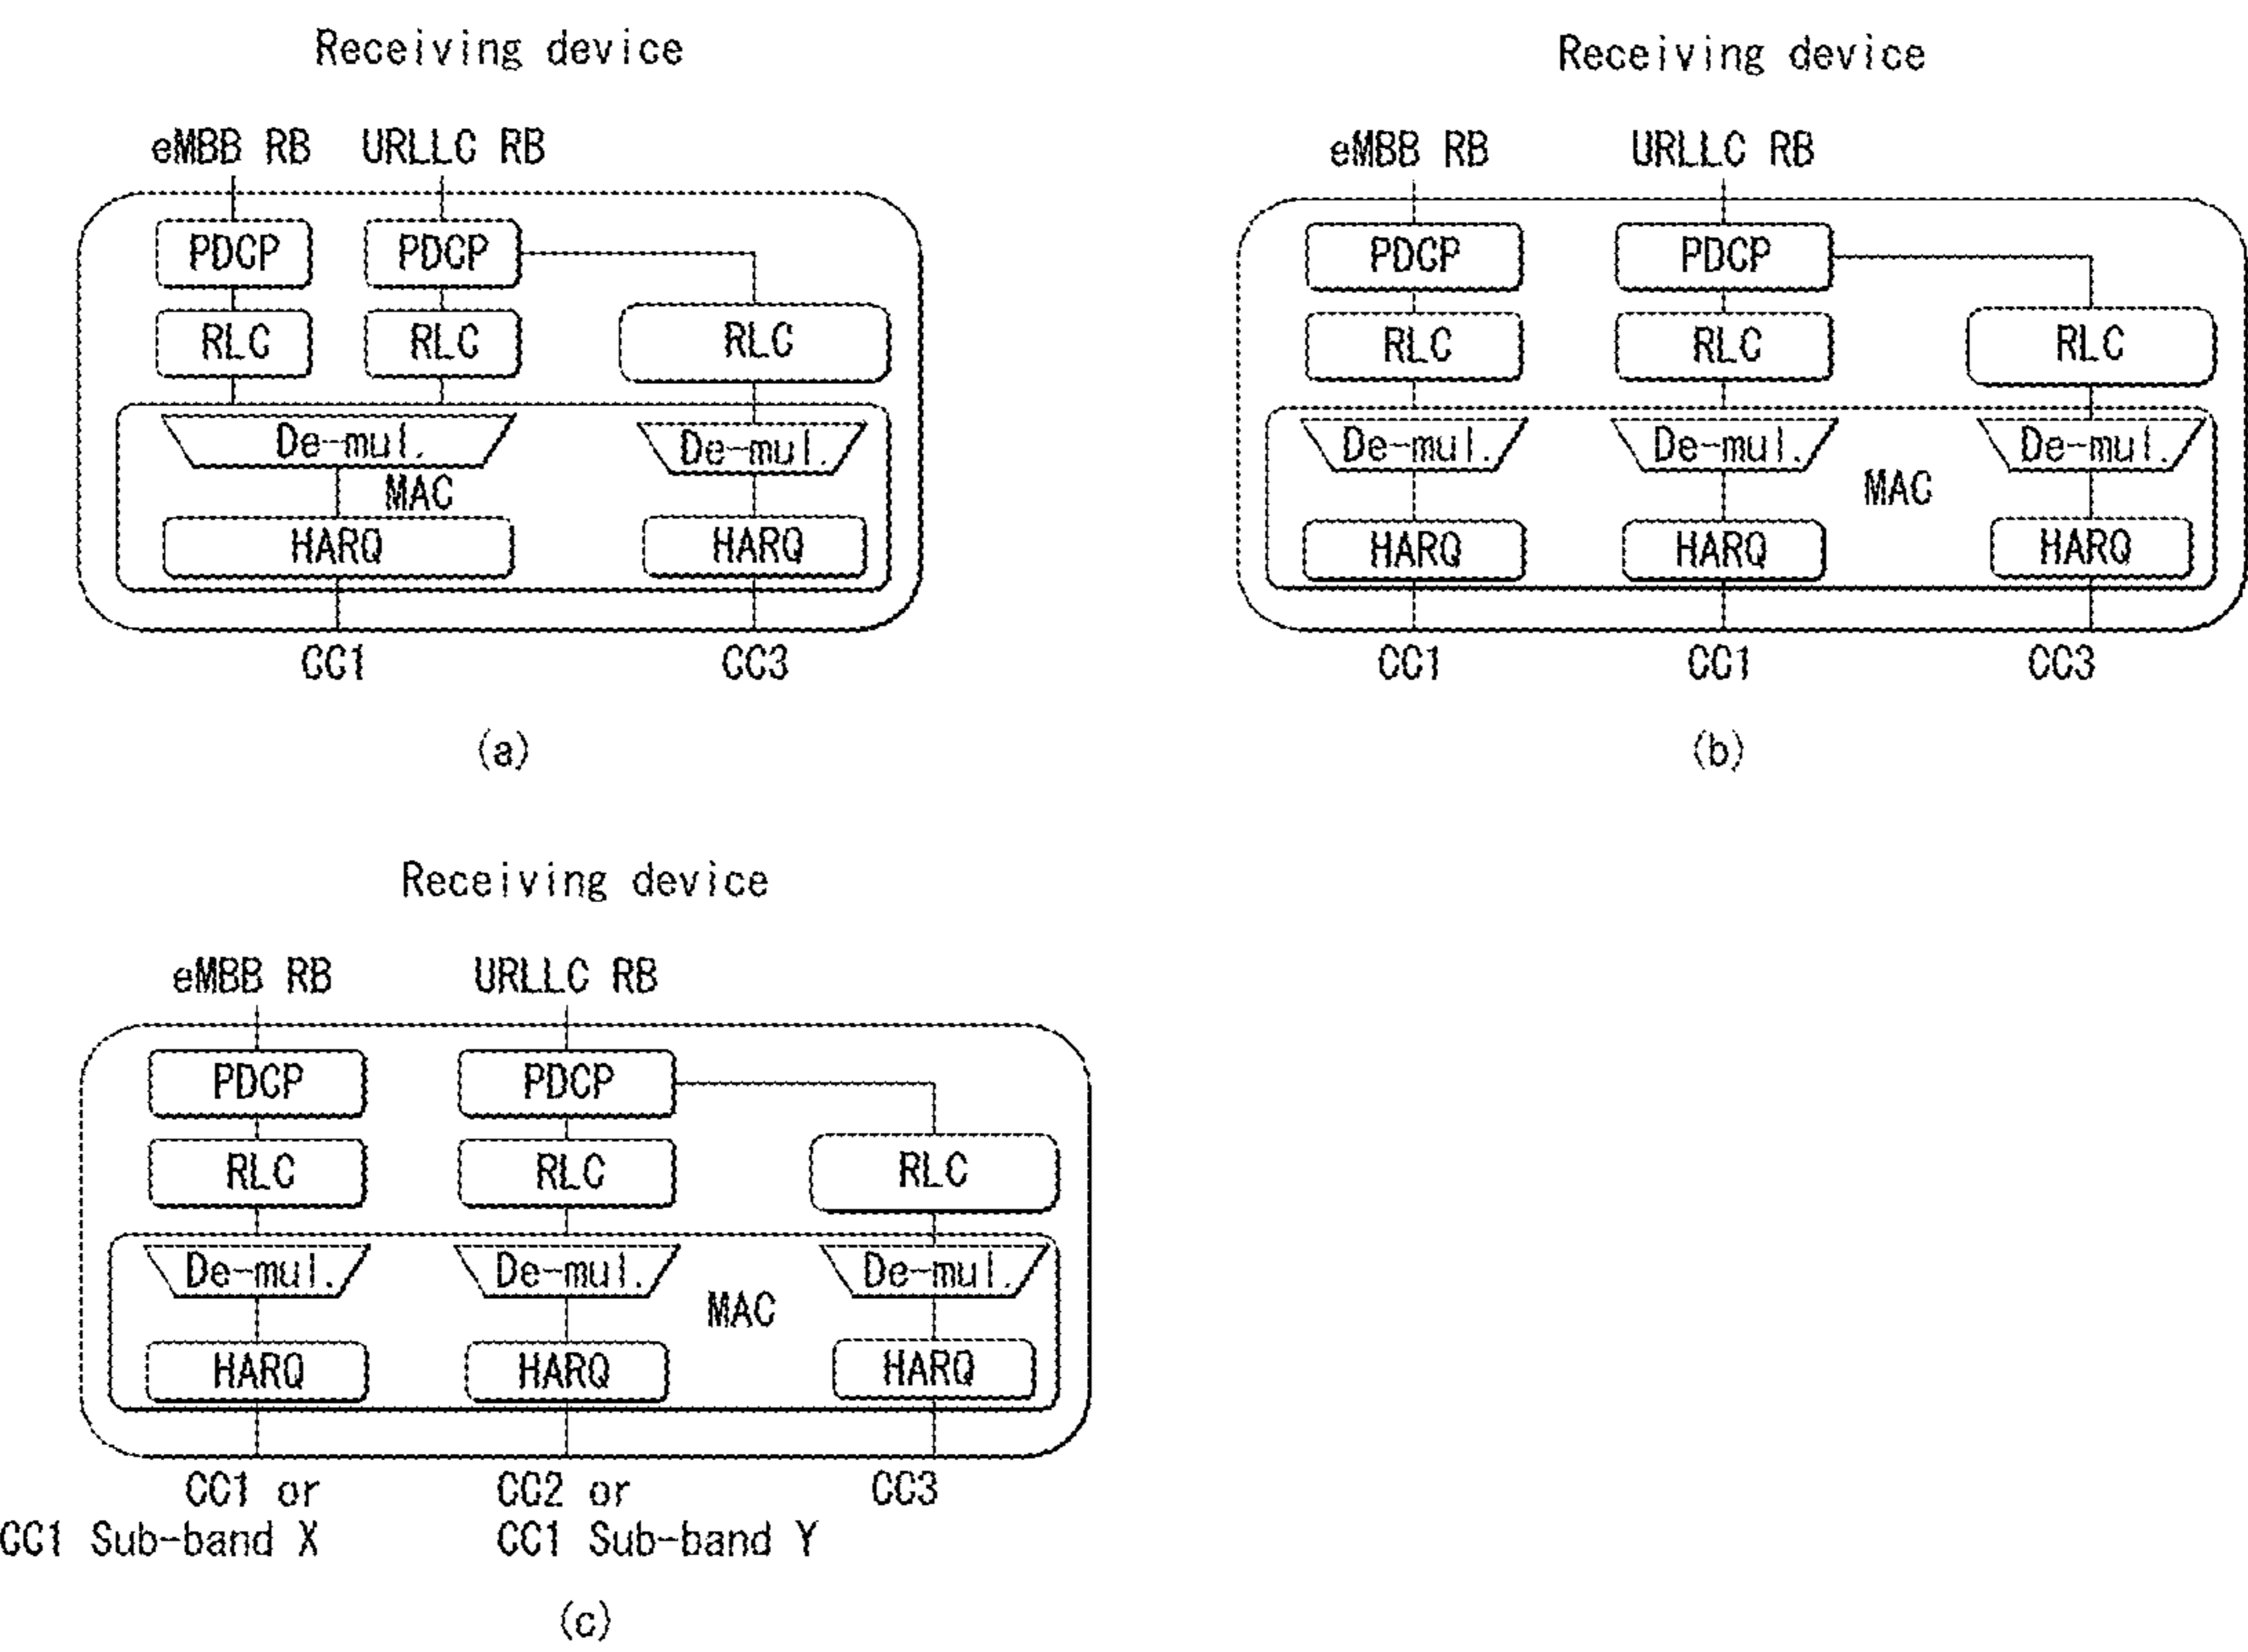 Receiving device
eMBB RB URLLC RB
PDCP PDCP
RLC RLC RLC
De-mul. De-mul.
MAC
HARQ HARQ
CC1 CC3
(a)
Receiving device
eMBB RB URLLC RB
PDCP PDCP
RLC RLC RLC
De-mul. De-mul. De-mul.
MAC
HARQ HARQ HARQ
CC1 CC1 CC3
(b)
Receiving device
eMBB RB URLLC RB
PDCP PDCP
RLC RLC RLC
De-mul. De-mul. De-mul.
MAC
HARQ HARQ HARQ
CC1 or CC2 or CC3
CC1 Sub-band X CC1 Sub-band Y
(c)